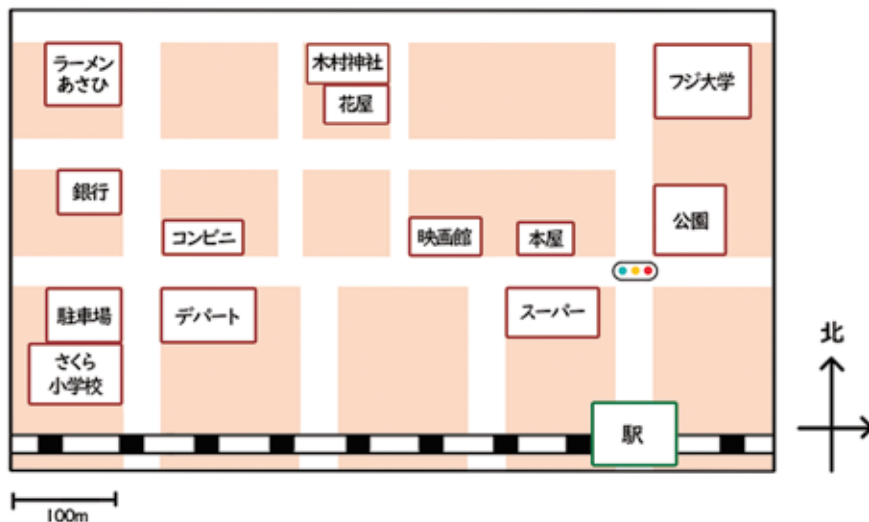 ラーメン
あさひ
木村神社
花屋
フジ大学
銀行
コンビニ
映画館
本屋
公園
駐車場
デパート
スーパー
さくら
小学校
駅
北
100m